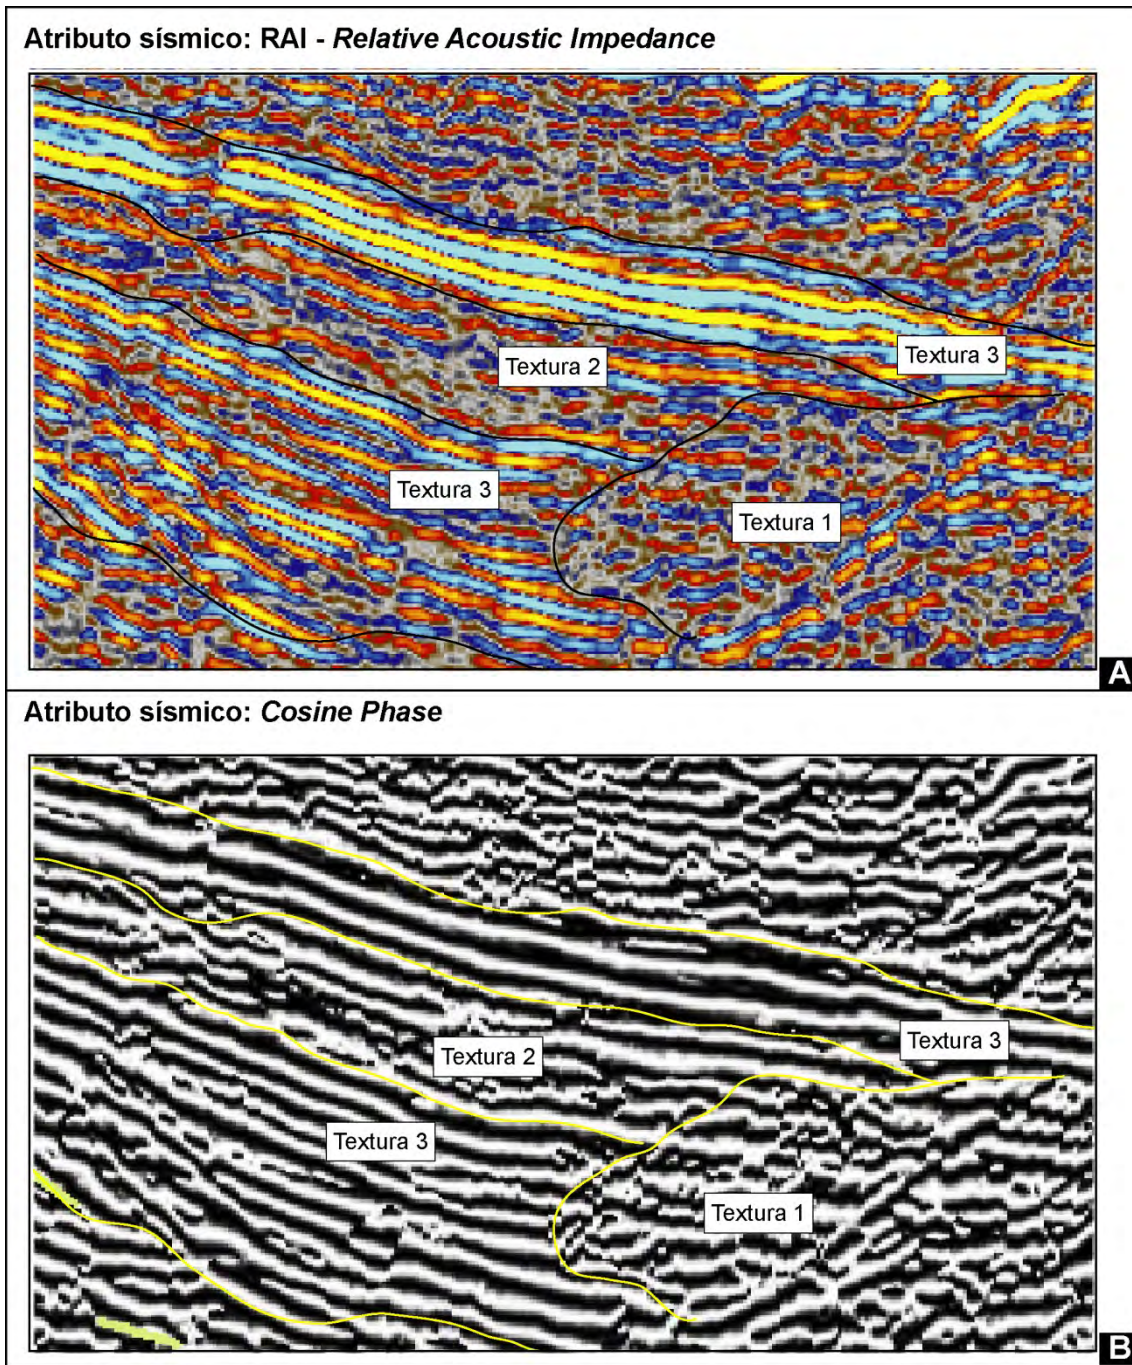 Atributo sísmico: RAI - Relative Acoustic Impedance
Textura 3
Textura 2
Textura 3
Textura 1
A
Atributo sísmico: Cosine Phase
Textura 3
Textura 2
Textura 3
Textura 1
B